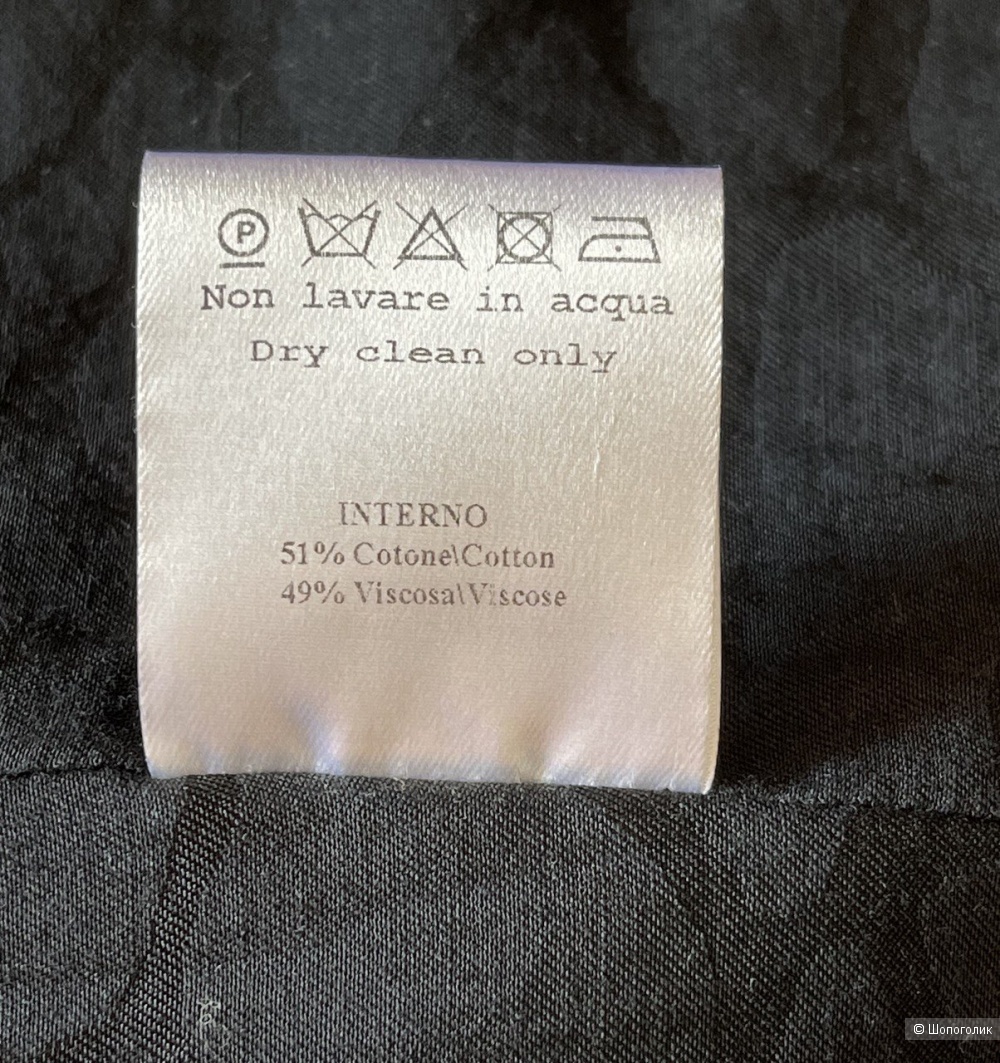 P
Non lavare in acqua
Dry clean only
INTERNO
51% Cotone\Cotton
49% Viscosa\Viscose
© Шопоголик